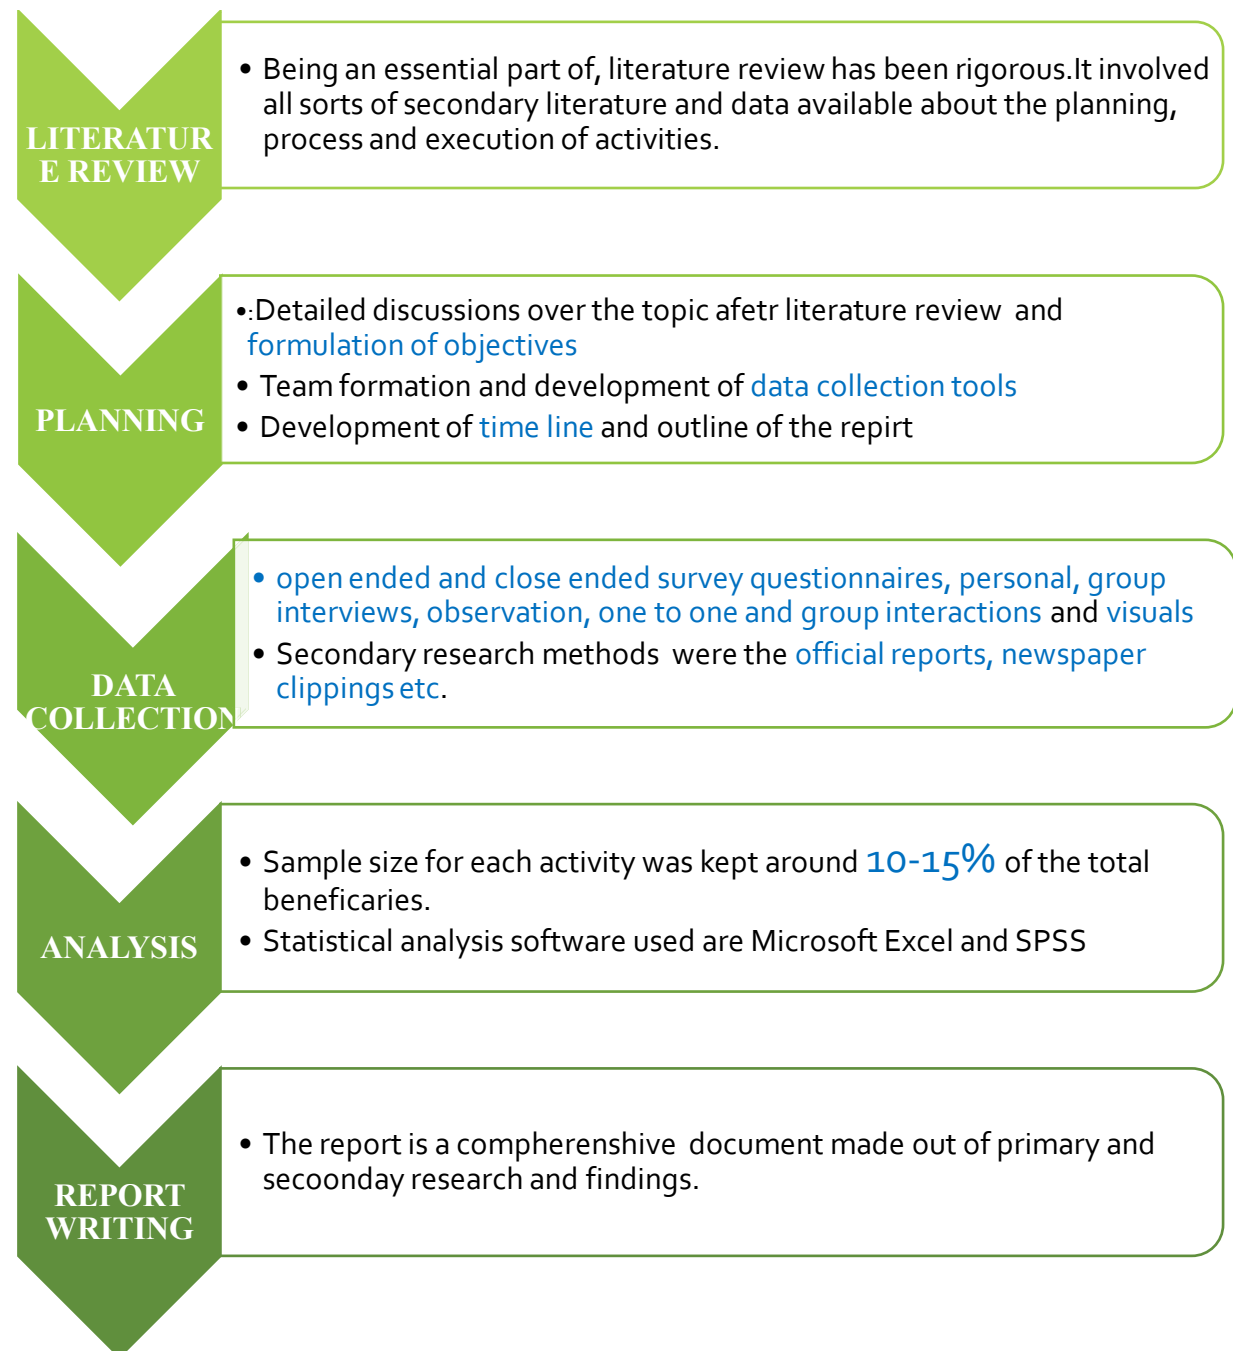 LITERATUR
E REVIEW
• Being an essential part of, literature review has been rigorous.It involved
all sorts of secondary literature and data available about the planning,
process and execution of activities.
PLANNING
•:Detailed discussions over the topic afetr literature review and
formulation of objectives
• Team formation and development of data collection tools
• Development of time line and outline of the repirt
DATA
COLLECTION
• open ended and close ended survey questionnaires, personal, group
interviews, observation, one to one and group interactions and visuals
• Secondary research methods were the official reports, newspaper
clippings etc.
ANALYSIS
• Sample size for each activity was kept around 10-15% of the total
beneficaries.
• Statistical analysis software used are Microsoft Excel and SPSS
REPORT
WRITING
• The report is a compherenshive document made out of primary and
secoonday research and findings.